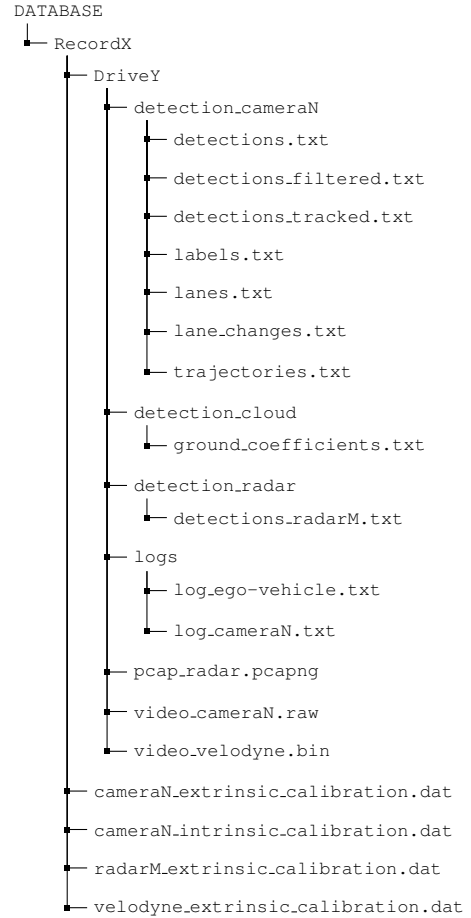 DATABASE
RecordX
DriveY
detection_cameraN
detections.txt
detections_filtered.txt
detections_tracked.txt
labels.txt
lanes.txt
lane_changes.txt
trajectories.txt
detection_cloud
ground_coefficients.txt
detection_radar
detections_radarM.txt
logs
log_ego-vehicle.txt
log_cameraN.txt
pcap_radar.pcapng
video_cameraN.raw
video_velodyne.bin
cameraN_extrinsic_calibration.dat
cameraN_intrinsic_calibration.dat
radarM_extrinsic_calibration.dat
velodyne_extrinsic_calibration.dat